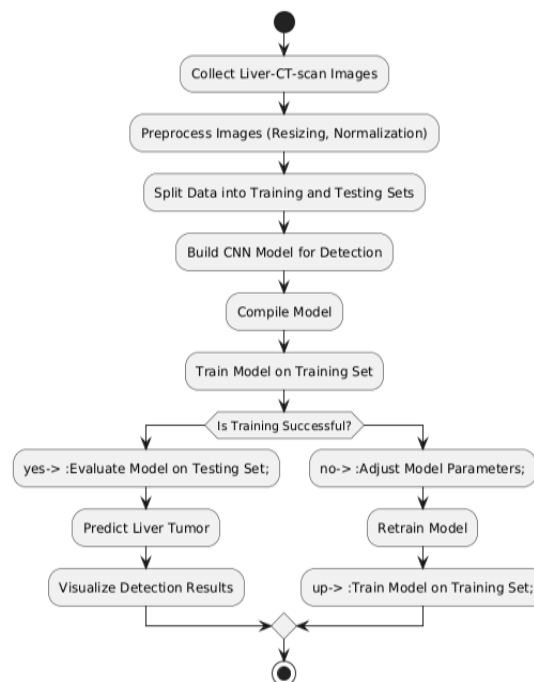 Collect Liver-CT-scan Images
Preprocess Images (Resizing, Normalization)
Split Data into Training and Testing Sets
Build CNN Model for Detection
Compile Model
Train Model on Training Set
Is Training Successful?
yes-> :Evaluate Model on Testing Set;
Predict Liver Tumor
Visualize Detection Results
no-> :Adjust Model Parameters;
Retrain Model
up-> :Train Model on Training Set;